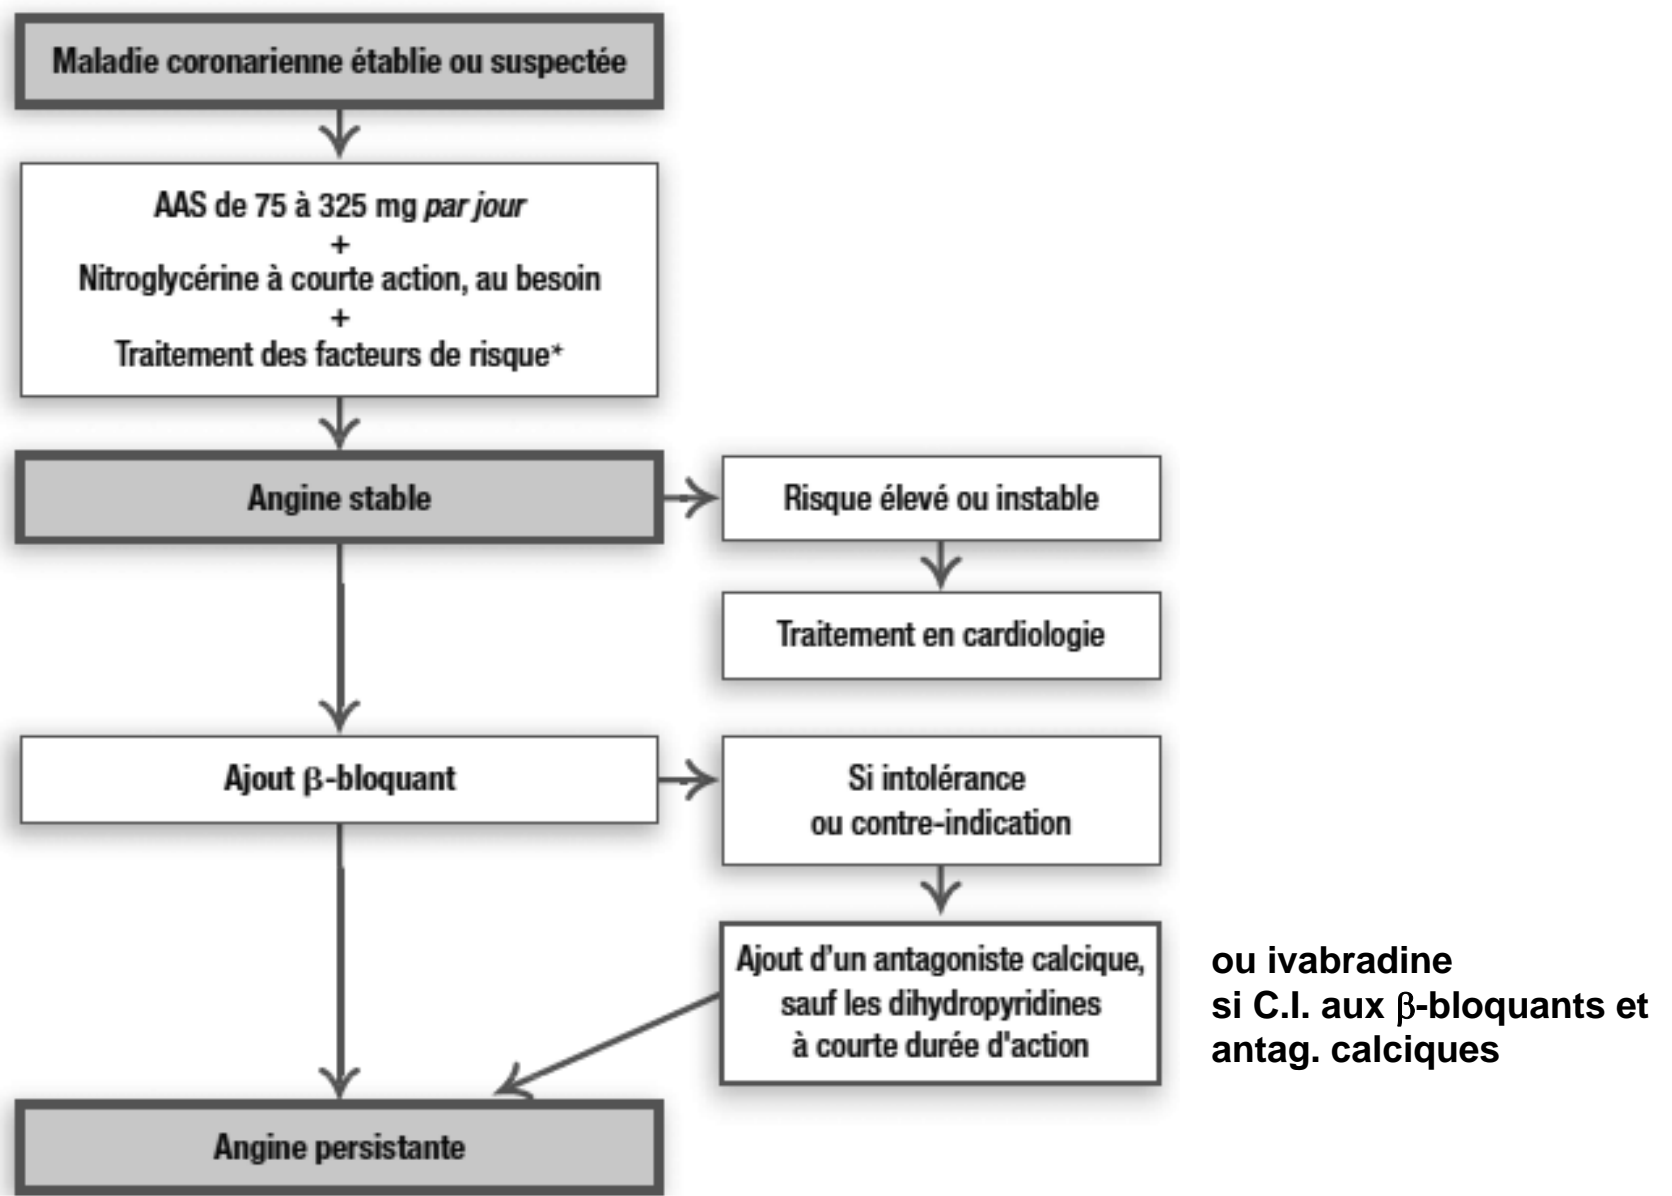 Maladie coronarienne établie ou suspectée
AAS de 75 à 325 mg par jour
+
Nitroglycérine à courte action, au besoin
+
Traitement des facteurs de risque*
Angine stable
Risque élevé ou instable
Traitement en cardiologie
Ajout β-bloquant
Si intolérance
ou contre-indication
Ajout d'un antagoniste calcique,
sauf les dihydropyridines
à courte durée d'action
ou ivabradine
si C.I. aux β-bloquants et
antag. calciques
Angine persistante